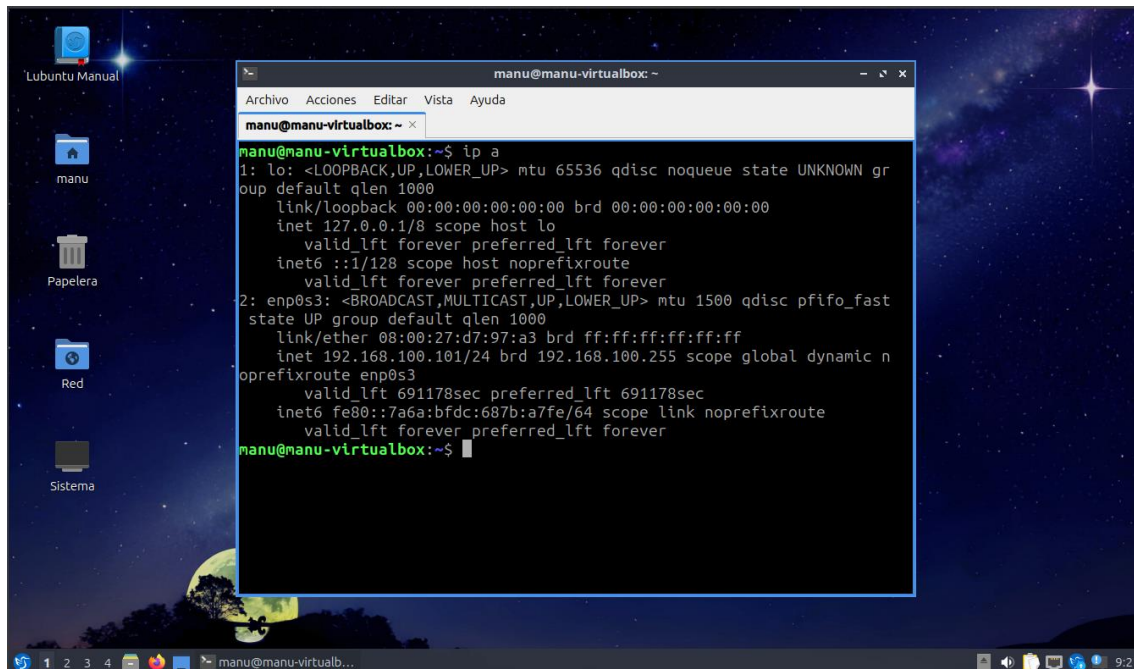 Lubuntu Manual
manu
Papelera
Red
Sistema
manu@manu-virtualbox: ~
Archivo Acciones Editar Vista Ayuda
manu@manu-virtualbox: ~ ×
manu@manu-virtualbox:~$ ip a
1: lo: <LOOPBACK,UP,LOWER_UP> mtu 65536 qdisc noqueue state UNKNOWN gr
oup default qlen 1000
    link/loopback 00:00:00:00:00:00 brd 00:00:00:00:00:00
    inet 127.0.0.1/8 scope host lo
       valid_lft forever preferred_lft forever
    inet6 ::1/128 scope host noprefixroute
       valid_lft forever preferred_lft forever
2: enp0s3: <BROADCAST,MULTICAST,UP,LOWER_UP> mtu 1500 qdisc pfifo_fast
 state UP group default qlen 1000
    link/ether 08:00:27:d7:97:a3 brd ff:ff:ff:ff:ff:ff
    inet 192.168.100.101/24 brd 192.168.100.255 scope global dynamic n
oprefixroute enp0s3
       valid_lft 691178sec preferred_lft 691178sec
    inet6 fe80::7a6a:bfdc:687b:a7fe/64 scope link noprefixroute
       valid_lft forever preferred_lft forever
manu@manu-virtualbox:~$
1 2 3 4 manu@manu-virtualb... 9:2